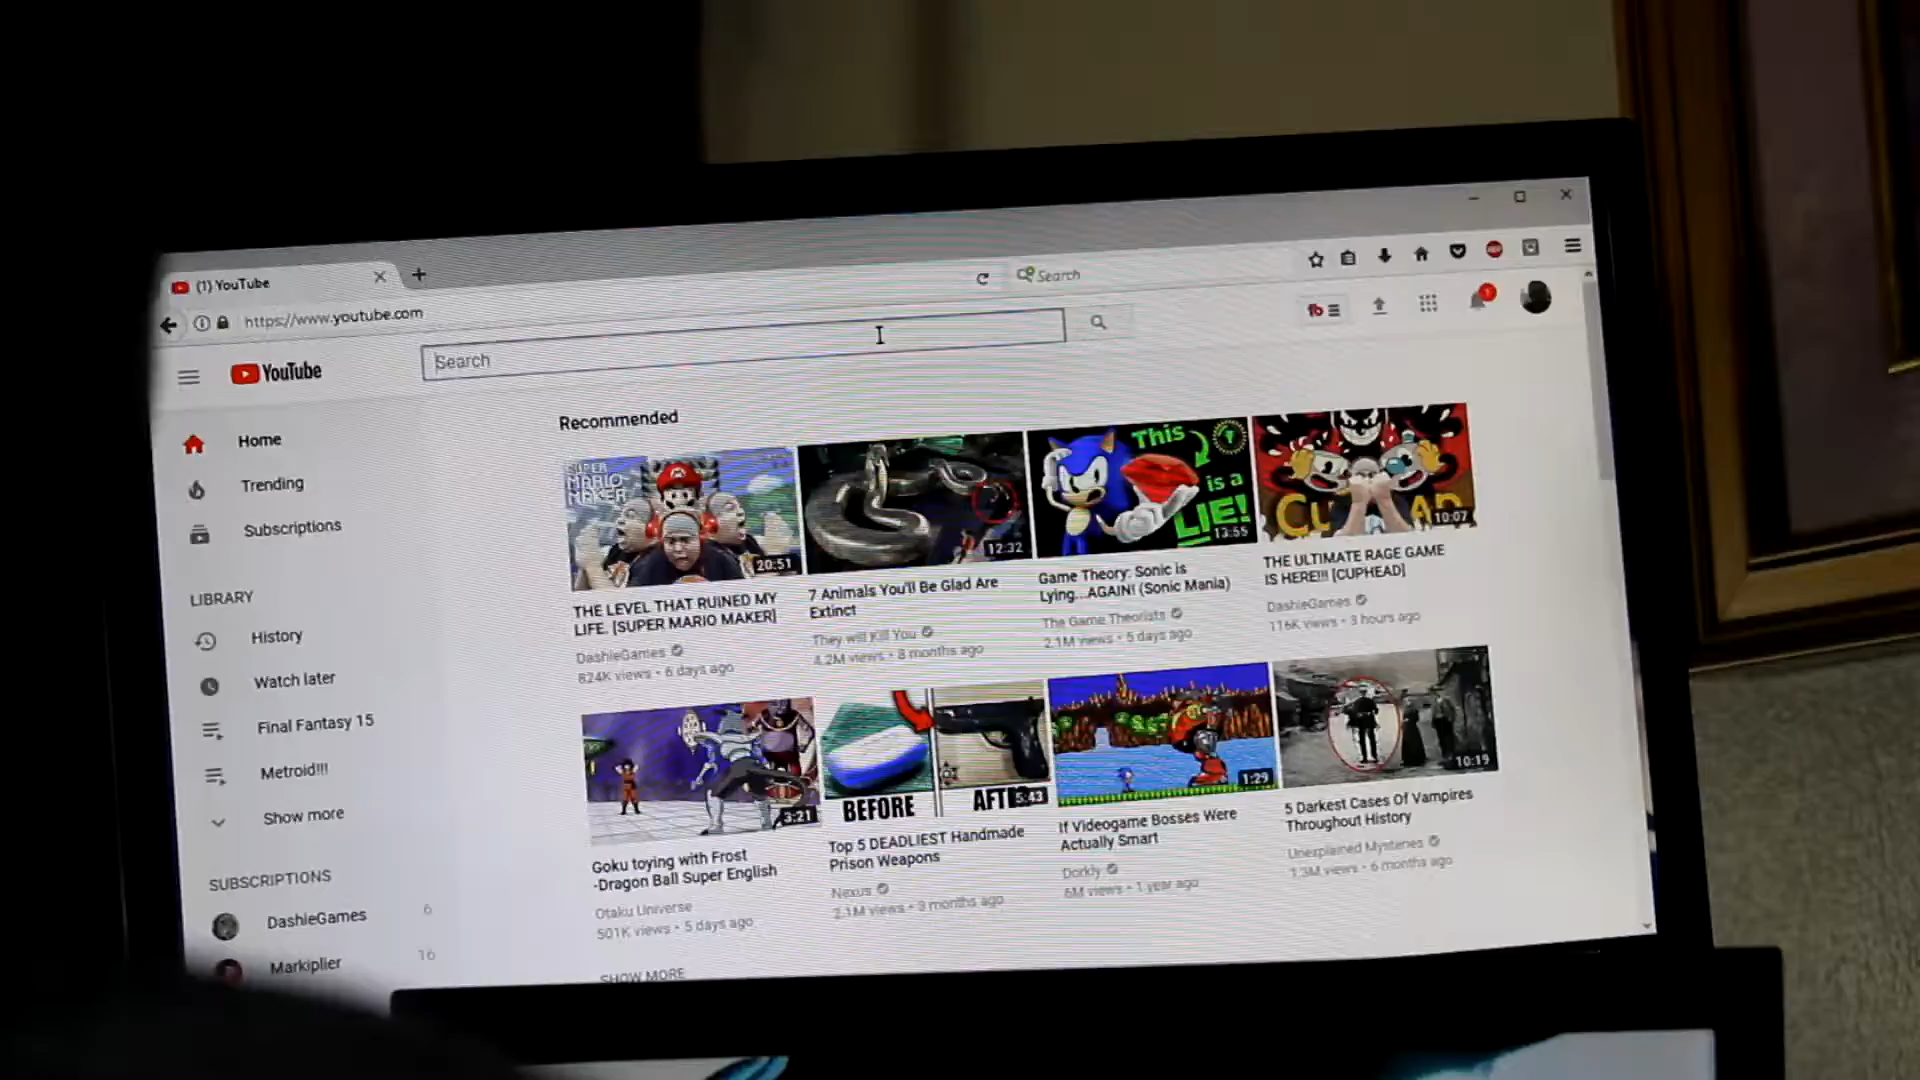 (1) YouTube
https://www.youtube.com
Search
YouTube
Search
Home
Trending
Subscriptions
LIBRARY
History
Watch later
Final Fantasy 15
Metroid!!!
Show more
SUBSCRIPTIONS
DashieGames 6
Markiplier 16
Recommended
SUPER
MARIO
MAKER
20:51
THE LEVEL THAT RUINED MY
LIFE. [SUPER MARIO MAKER]
DashieGames
824K views • 6 days ago
12:32
7 Animals You'll Be Glad Are
Extinct
They will Kill You
4.2M views • 8 months ago
This
is a
LIE!
13:55
Game Theory: Sonic is
Lying...AGAIN! (Sonic Mania)
The Game Theorists
2.1M views • 5 days ago
10:07
THE ULTIMATE RAGE GAME
IS HERE!!! [CUPHEAD]
DashieGames
116K views • 3 hours ago
3:21
Goku toying with Frost
-Dragon Ball Super English
Otaku Universe
501K views • 5 days ago
BEFORE
5:43
Top 5 DEADLIEST Handmade
Prison Weapons
Nexus
2.1M views • 3 months ago
1:29
If Videogame Bosses Were
Actually Smart
Dorkly
6M views • 1 year ago
10:19
5 Darkest Cases Of Vampires
Throughout History
Unexplained Mysteries
1.3M views • 6 months ago
SHOW MORE